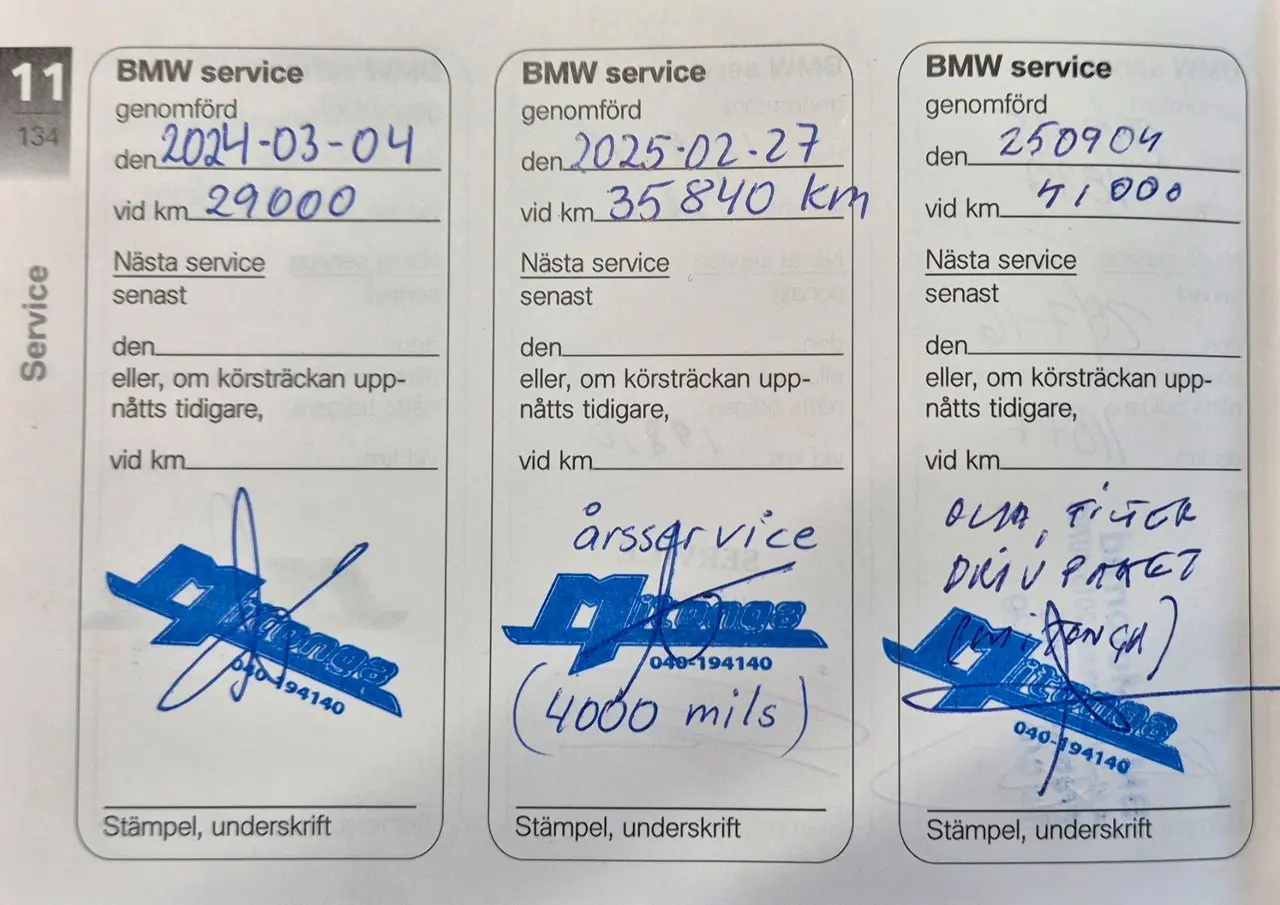 11
134
Service
BMW service
genomförd
den 2024-03-04
vid km 29000
Nästa service
senast
den
eller, om körsträckan upp-
nåtts tidigare,
vid km
Mitonga
040-194140
Stämpel, underskrift
BMW service
genomförd
den 2025-02-27
vid km 35840 km
Nästa service
senast
den
eller, om körsträckan upp-
nåtts tidigare,
vid km
årsservice
Mitonga
040-194140
(4000 mils)
Stämpel, underskrift
BMW service
genomförd
den 250904
vid km 41000
Nästa service
senast
den
eller, om körsträckan upp-
nåtts tidigare,
vid km
OLJA, FILTER
DRIVPAKET
Mitonga
040-194140
Stämpel, underskrift